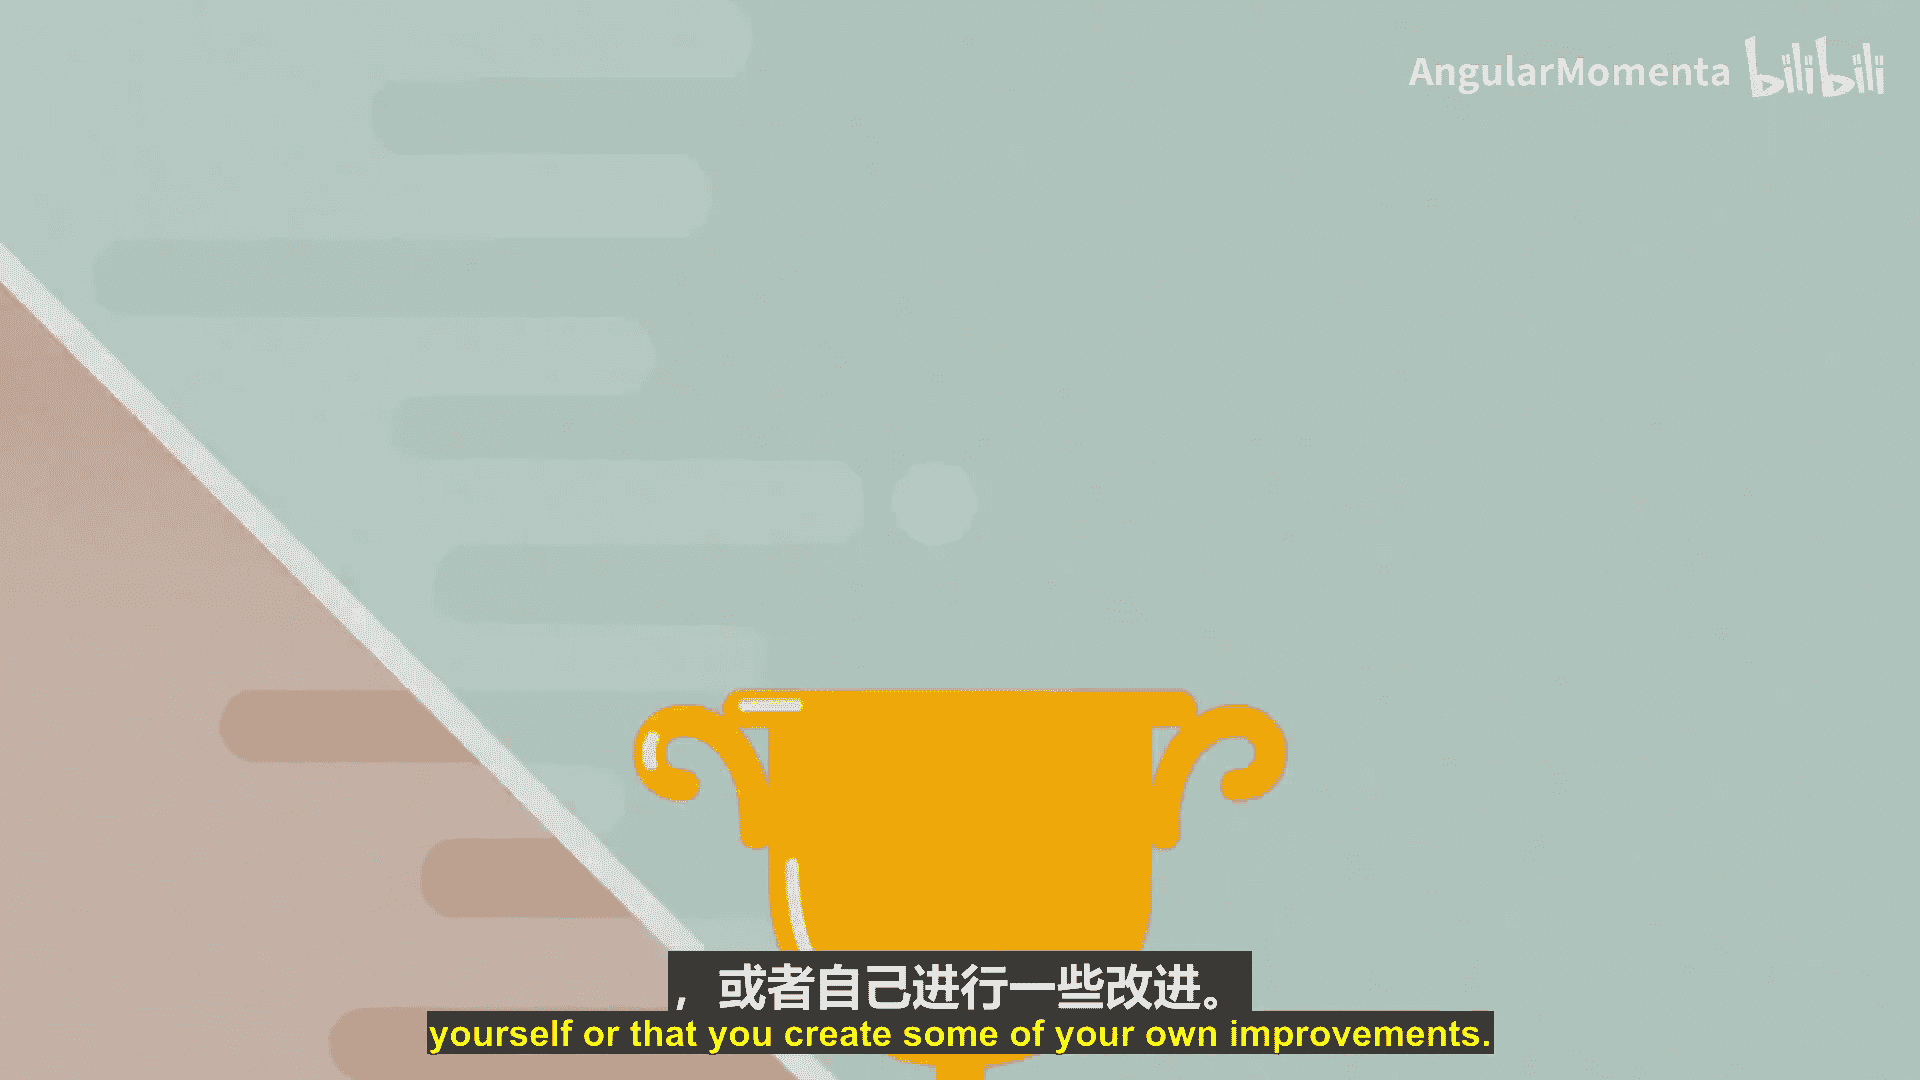 AngularMomenta bilibili
，或者自己进行一些改进。
yourself or that you create some of your own improvements.